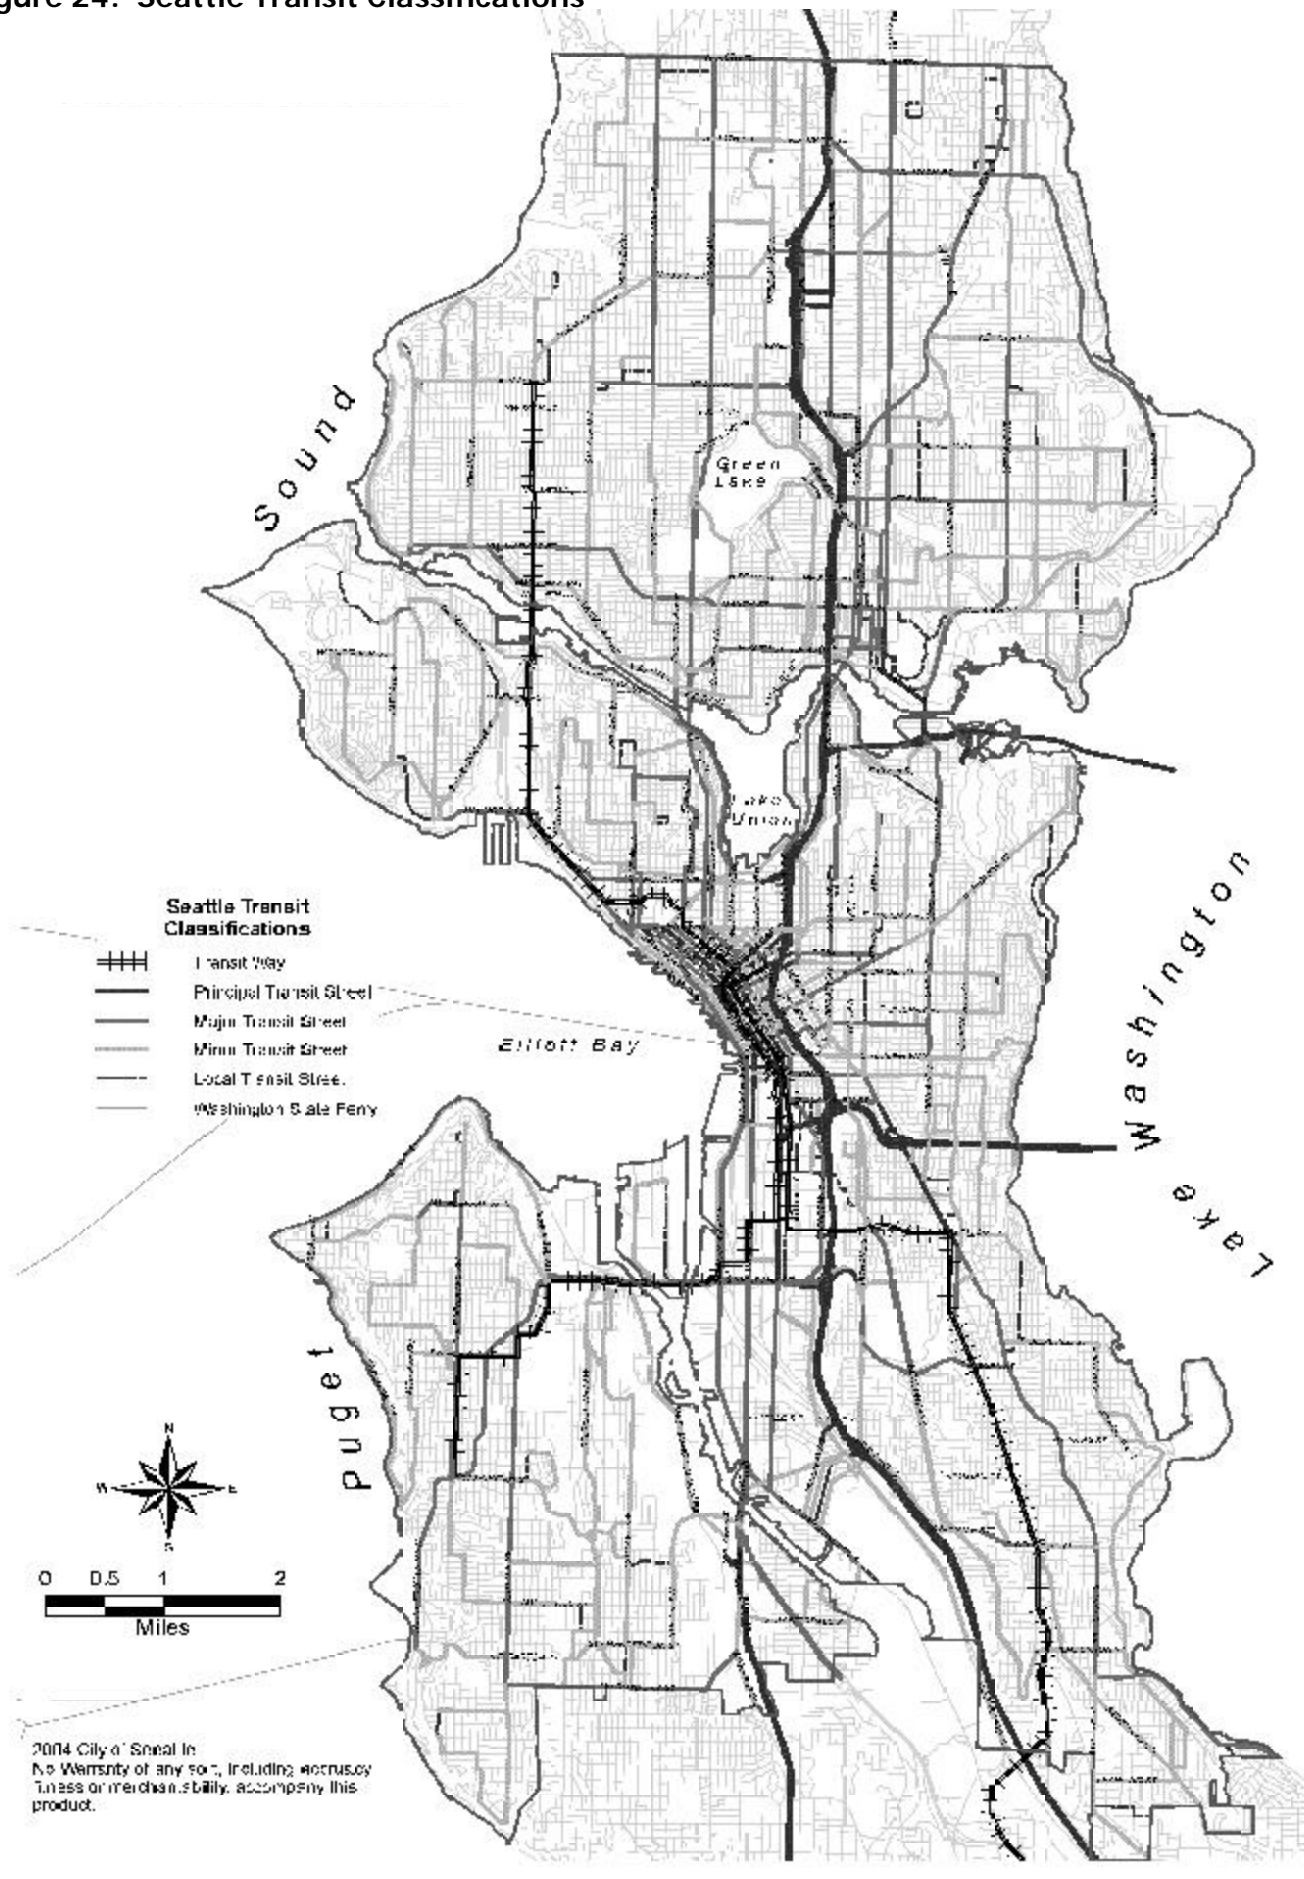 Figure 24: Seattle Transit Classifications
Sound
Green
Lake
Lake
Union
Seattle Transit
Classifications
Transit Way
Principal Transit Street
Major Transit Street
Minor Transit Street
Local Transit Street
Washington State Ferry
Elliott Bay
Lake Washington
Puget
N
W E
S
0 0.5 1 2
Miles
2004 City of Seattle
No Warranty of any sort, including accuracy
fitness or merchantability, accompany this
product.